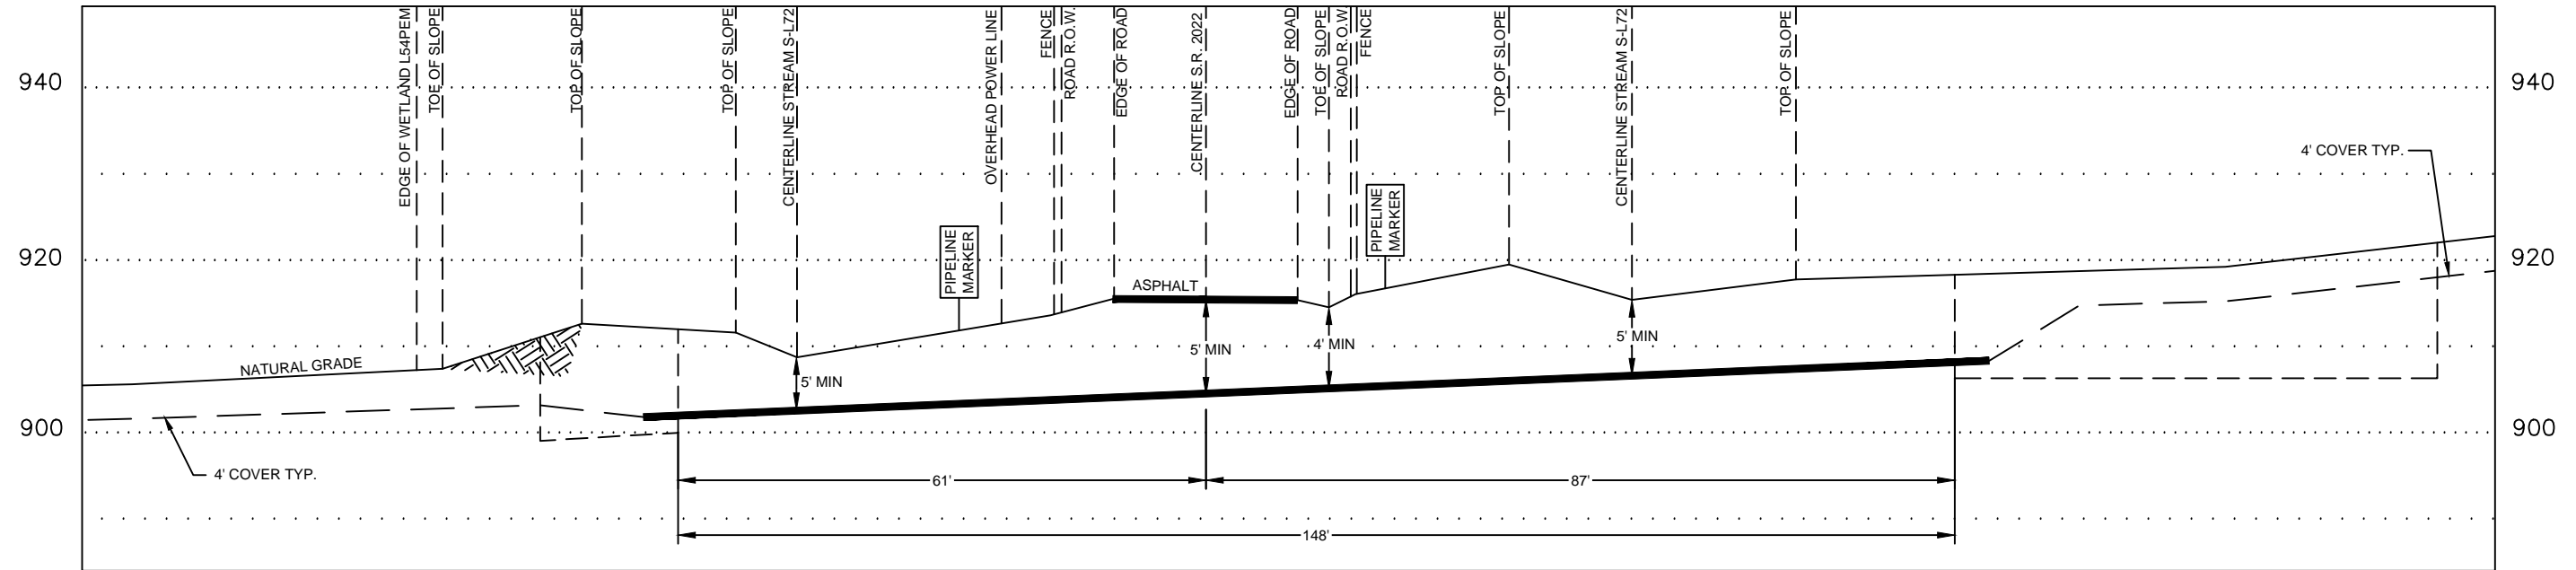 EDGE OF WETLAND L54PEM
TOE OF SLOPE
TOP OF SLOPE
TOP OF SLOPE
CENTERLINE STREAM S-L72
OVERHEAD POWER LINE
FENCE
ROAD R.O.W.
EDGE OF ROAD
CENTERLINE S.R. 2022
EDGE OF ROAD
TOE OF SLOPE
ROAD R.O.W.
FENCE
TOP OF SLOPE
CENTERLINE STREAM S-L72
TOP OF SLOPE
940
940
4' COVER TYP.
PIPELINE
MARKER
PIPELINE
MARKER
920
920
ASPHALT
5' MIN
4' MIN
5' MIN
NATURAL GRADE
5' MIN
900
900
4' COVER TYP.
61'
87'
148'